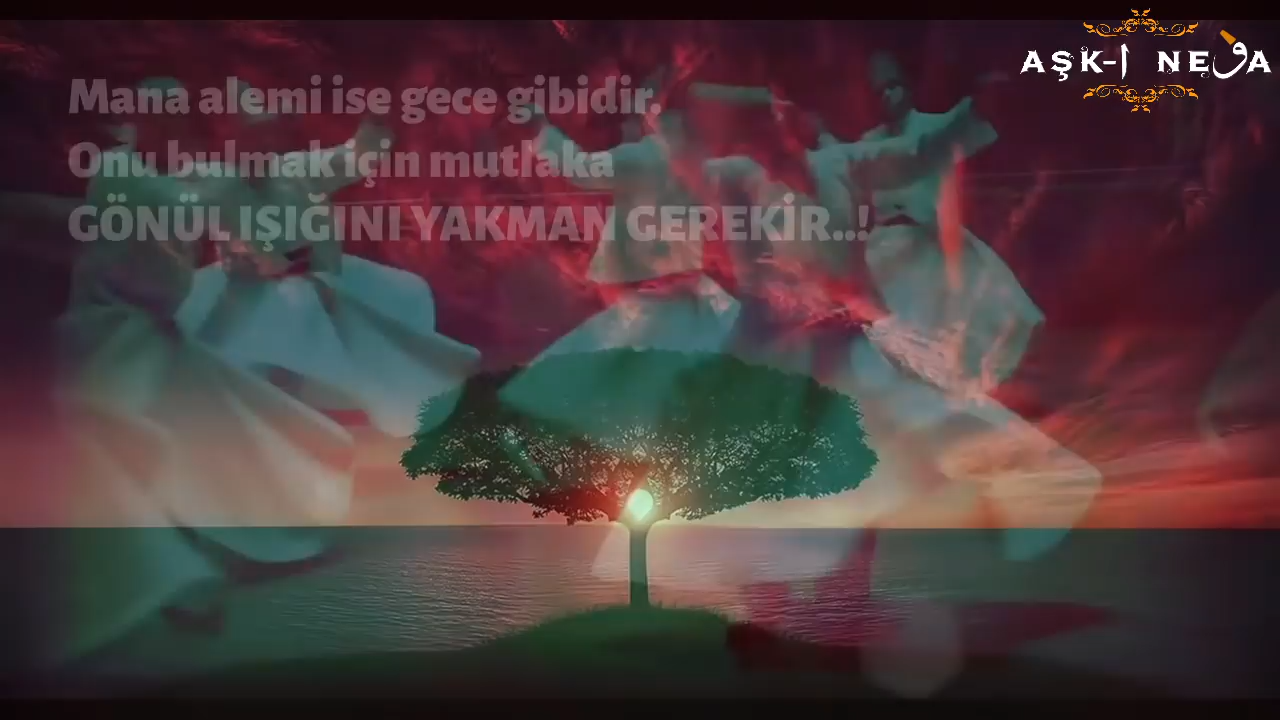 AŞK-I NEVA
Mana alemi ise gece gibidir.
Onu bulmak için mutlaka
GÖNÜL IŞIĞINI YAKMAN GEREKİR..!